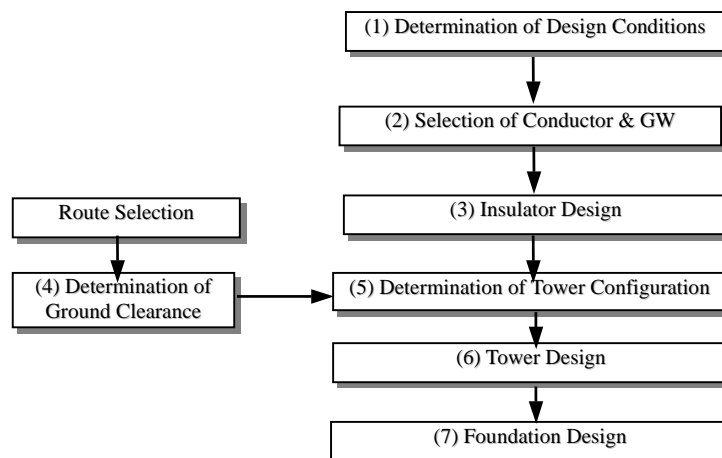 (1) Determination of Design Conditions
(2) Selection of Conductor & GW
(3) Insulator Design
Route Selection
(4) Determination of
Ground Clearance
(5) Determination of Tower Configuration
(6) Tower Design
(7) Foundation Design